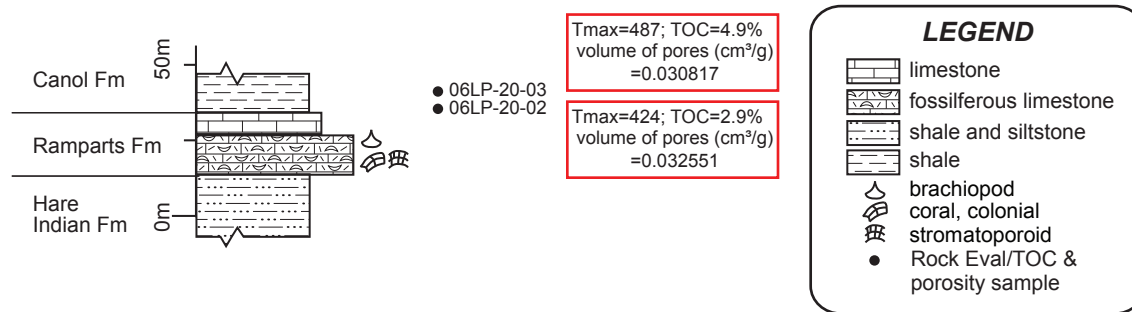 Canol Fm
Ramparts Fm
Hare
Indian Fm
50m
0m
● 06LP-20-03
● 06LP-20-02
Tmax=487; TOC=4.9%
volume of pores (cm³/g)
=0.030817
Tmax=424; TOC=2.9%
volume of pores (cm³/g)
=0.032551
LEGEND
limestone
fossilferous limestone
shale and siltstone
shale
brachiopod
coral, colonial
stromatoporoid
Rock Eval/TOC &
porosity sample